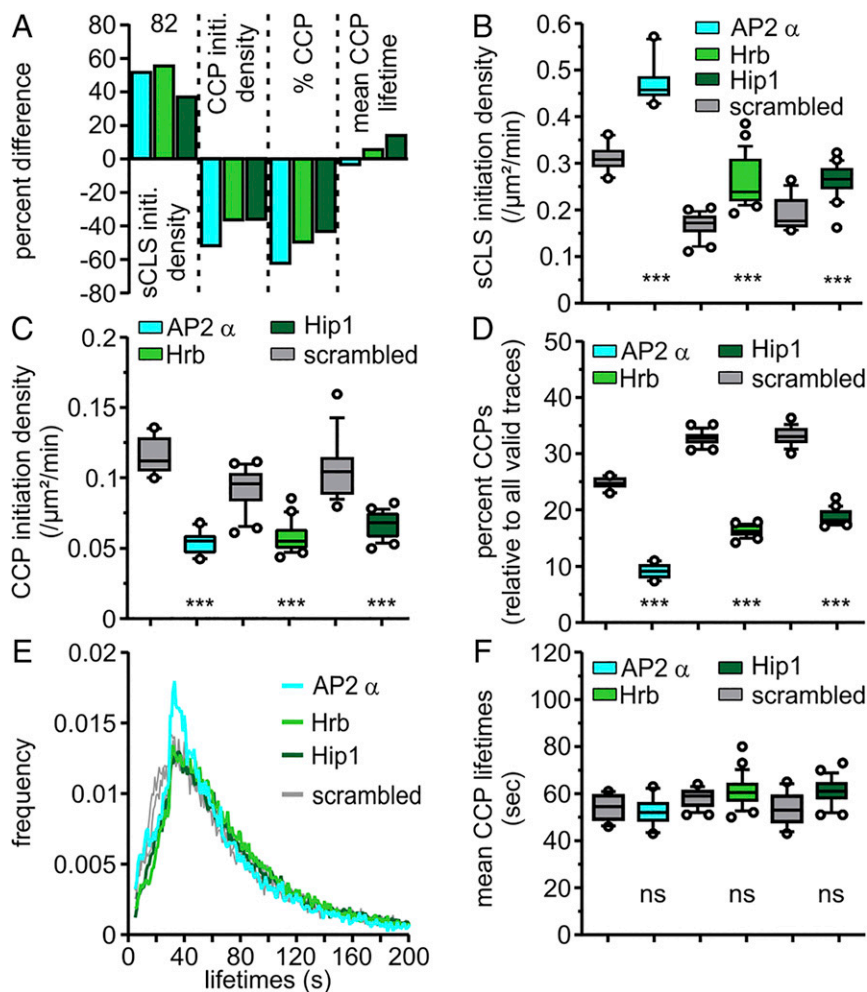 A
82
percent difference
80
60
40
20
0
-20
-40
-60
-80
sCLS initi.
density
CCP initi.
density
% CCP
mean CCP
lifetime
B
AP2 α
Hrb
Hip1
scrambled
sCLS initiation density
(/µm²/min)
0.6
0.5
0.4
0.3
0.2
0.1
0
*** *** ***
C
AP2 α Hip1
Hrb scrambled
CCP initiation density
(/µm²/min)
0.2
0.15
0.1
0.05
0
*** *** ***
D
AP2 α Hip1
Hrb scrambled
percent CCPs
(relative to all valid traces)
50
40
30
20
10
0
*** *** ***
E
frequency
0.02
0.015
0.01
0.005
0
AP2 α
Hrb
Hip1
scrambled
0 40 80 120 160 200
lifetimes (s)
F
AP2 α Hip1
Hrb scrambled
mean CCP lifetimes
(sec)
120
100
80
60
40
20
0
ns ns ns